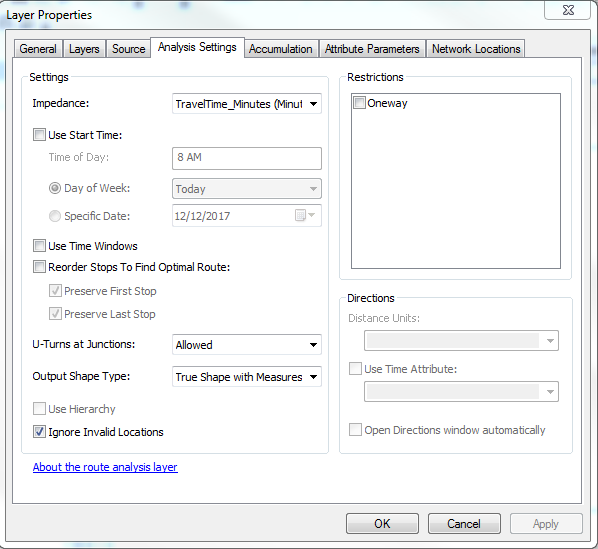 Layer Properties
General Layers Source Analysis Settings Accumulation Attribute Parameters Network Locations
Settings
Impedance: TravelTime_Minutes (Minut
Use Start Time:
Time of Day: 8 AM
Day of Week: Today
Specific Date: 12/12/2017
Use Time Windows
Reorder Stops To Find Optimal Route:
Preserve First Stop
Preserve Last Stop
U-Turns at Junctions: Allowed
Output Shape Type: True Shape with Measures
Use Hierarchy
Ignore Invalid Locations
About the route analysis layer
Restrictions
Oneway
Directions
Distance Units:
Use Time Attribute:
Open Directions window automatically
OK Cancel Apply